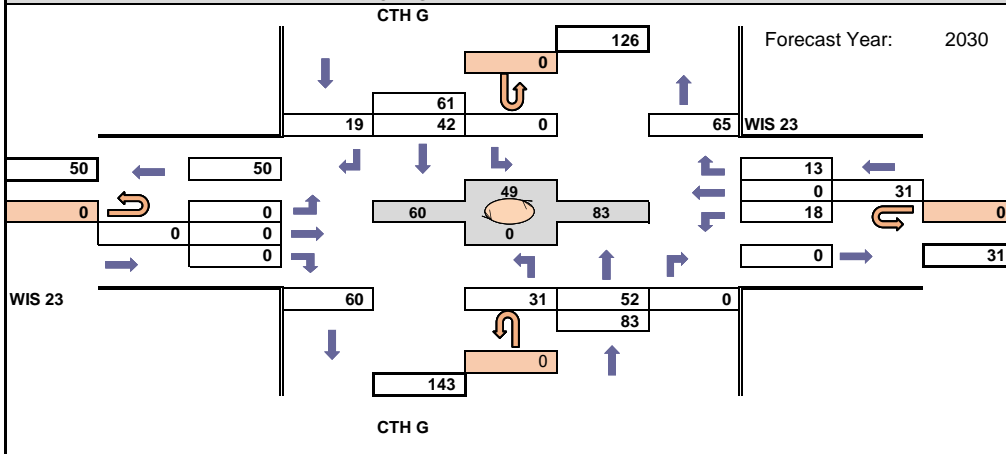 CTH G
126
Forecast Year: 2030
0
61
19 42 0 65 WIS 23
50 50 13
49 0 31
0 0 60 83 18 0
0 0 0
0 0 31
WIS 23 60 31 52 0
83
0
143
CTH G